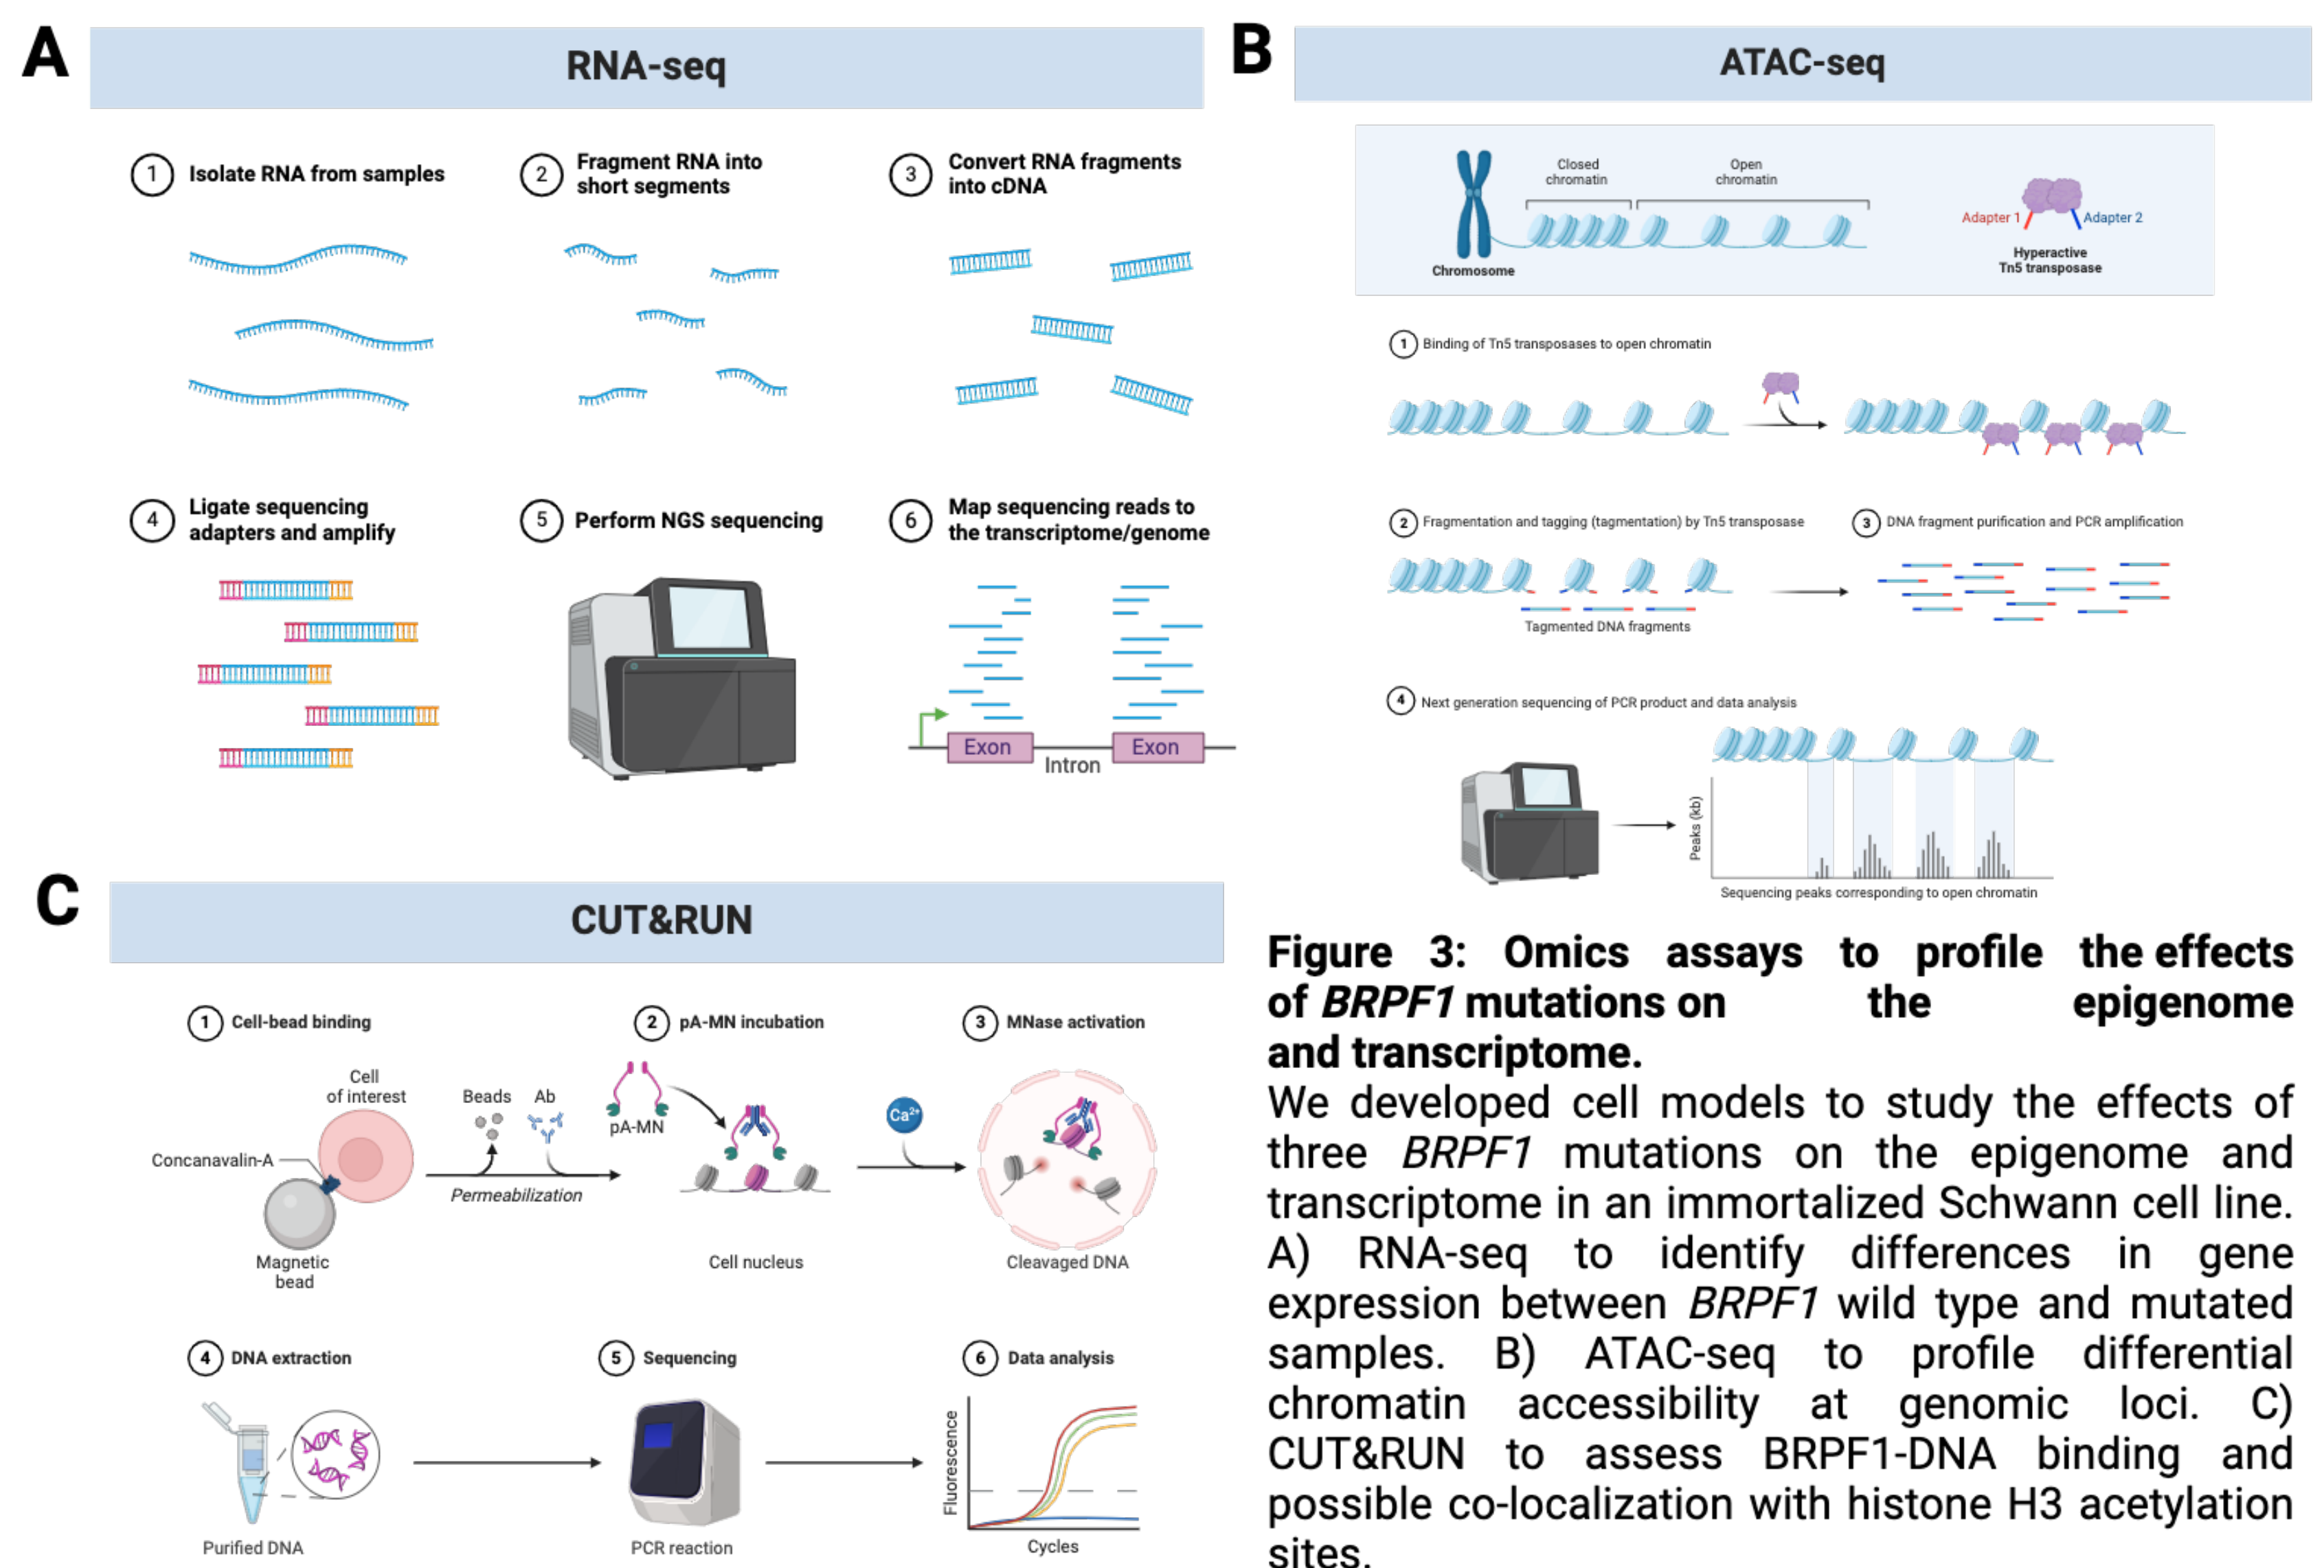 A
RNA-seq
1 Isolate RNA from samples
2 Fragment RNA into
short segments
3 Convert RNA fragments
into cDNA
4 Ligate sequencing
adapters and amplify
5 Perform NGS sequencing
6 Map sequencing reads to
the transcriptome/genome
Exon
Intron
Exon
B
ATAC-seq
Closed
chromatin
Open
chromatin
Chromosome
Adapter 1
Adapter 2
Hyperactive
Tn5 transposase
1 Binding of Tn5 transposases to open chromatin
2 Fragmentation and tagging (tagmentation) by Tn5 transposase
Tagmented DNA fragments
3 DNA fragment purification and PCR amplification
4 Next generation sequencing of PCR product and data analysis
Peaks (kb)
Sequencing peaks corresponding to open chromatin
C
CUT&RUN
1 Cell-bead binding
Cell
of interest
Concanavalin-A
Magnetic
bead
Beads
Ab
Permeabilization
2 pA-MN incubation
pA-MN
Cell nucleus
Ca2+
3 MNase activation
Cleavaged DNA
4 DNA extraction
Purified DNA
5 Sequencing
PCR reaction
6 Data analysis
Fluorescence
Cycles
Figure 3: Omics assays to profile the effects
of BRPF1 mutations on the epigenome
and transcriptome.
We developed cell models to study the effects of
three BRPF1 mutations on the epigenome and
transcriptome in an immortalized Schwann cell line.
A) RNA-seq to identify differences in gene
expression between BRPF1 wild type and mutated
samples. B) ATAC-seq to profile differential
chromatin accessibility at genomic loci. C)
CUT&RUN to assess BRPF1-DNA binding and
possible co-localization with histone H3 acetylation
sites.